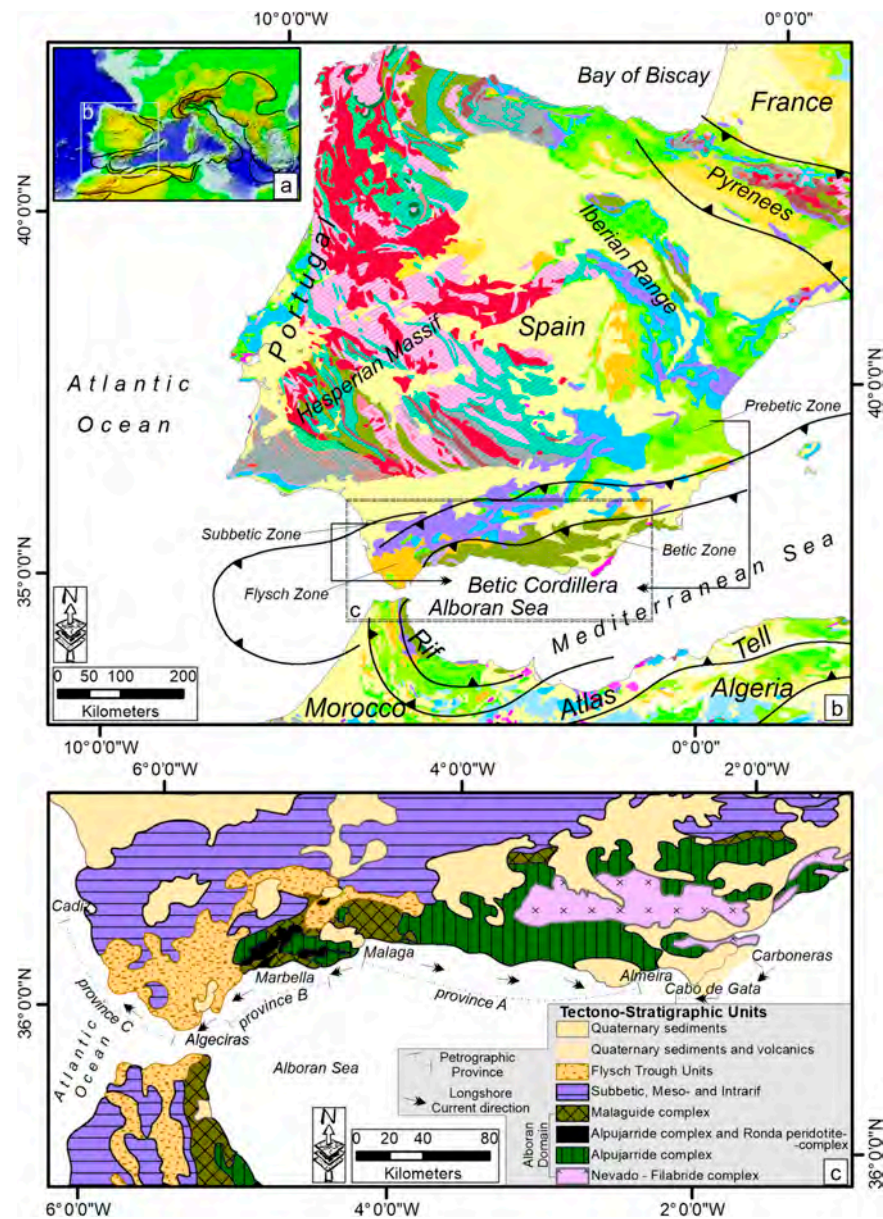 10°0'0"W
0°0'0"
b
a
Bay of Biscay
France
Pyrenees
40°0'0"N
Portugal
Iberian Range
Spain
Hesperian Massif
40°0'0"N
Atlantic
Ocean
Prebetic Zone
Subbetic Zone
Betic Zone
35°0'0"N
Flysch Zone
Betic Cordillera
c
Alboran Sea
Mediterranean Sea
35°0'0"N
N
Rif
Tell
0 50 100 200
Kilometers
Atlas
Algeria
Morocco
b
10°0'0"W
0°0'0"W
6°0'0"W
4°0'0"W
2°0'0"W
Cadiz
Malaga
Marbella
Carboneras
Almeira
Cabo de Gata
36°0'0"N
province C
province B
province A
Algeciras
Atlantic
Ocean
Alboran Sea
Petrographic
Province
Longshore
Current direction
N
0 20 40 80
Kilometers
Tectono-Stratigraphic Units
Quaternary sediments
Quaternary sediments and volcanics
Flysch Trough Units
Subbetic, Meso- and Intrarif
Alboran
Domain
Malaguide complex
Alpujarride complex and Ronda peridotite-
complex
Alpujarride complex
Nevado - Filabride complex
c
36°0'0"N
6°0'0"W
4°0'0"W
2°0'0"W